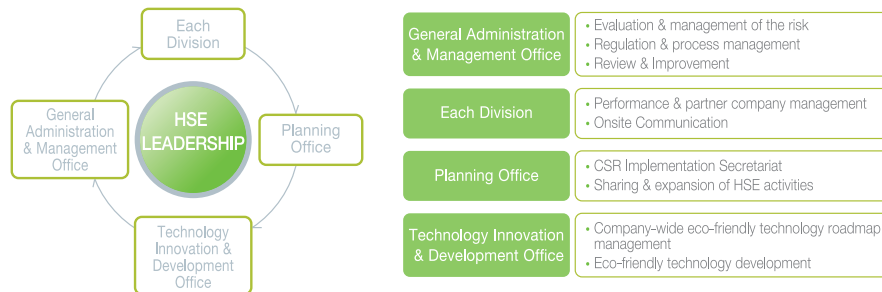 Each
Division
General
Administration
& Management
Office
HSE
LEADERSHIP
Planning
Office
Technology
Innovation &
Development
Office
General Administration
& Management Office
• Evaluation & management of the risk
• Regulation & process management
• Review & Improvement
Each Division
• Performance & partner company management
• Onsite Communication
Planning Office
• CSR Implementation Secretariat
• Sharing & expansion of HSE activities
Technology Innovation
& Development Office
• Company-wide eco-friendly technology roadmap
management
• Eco-friendly technology development